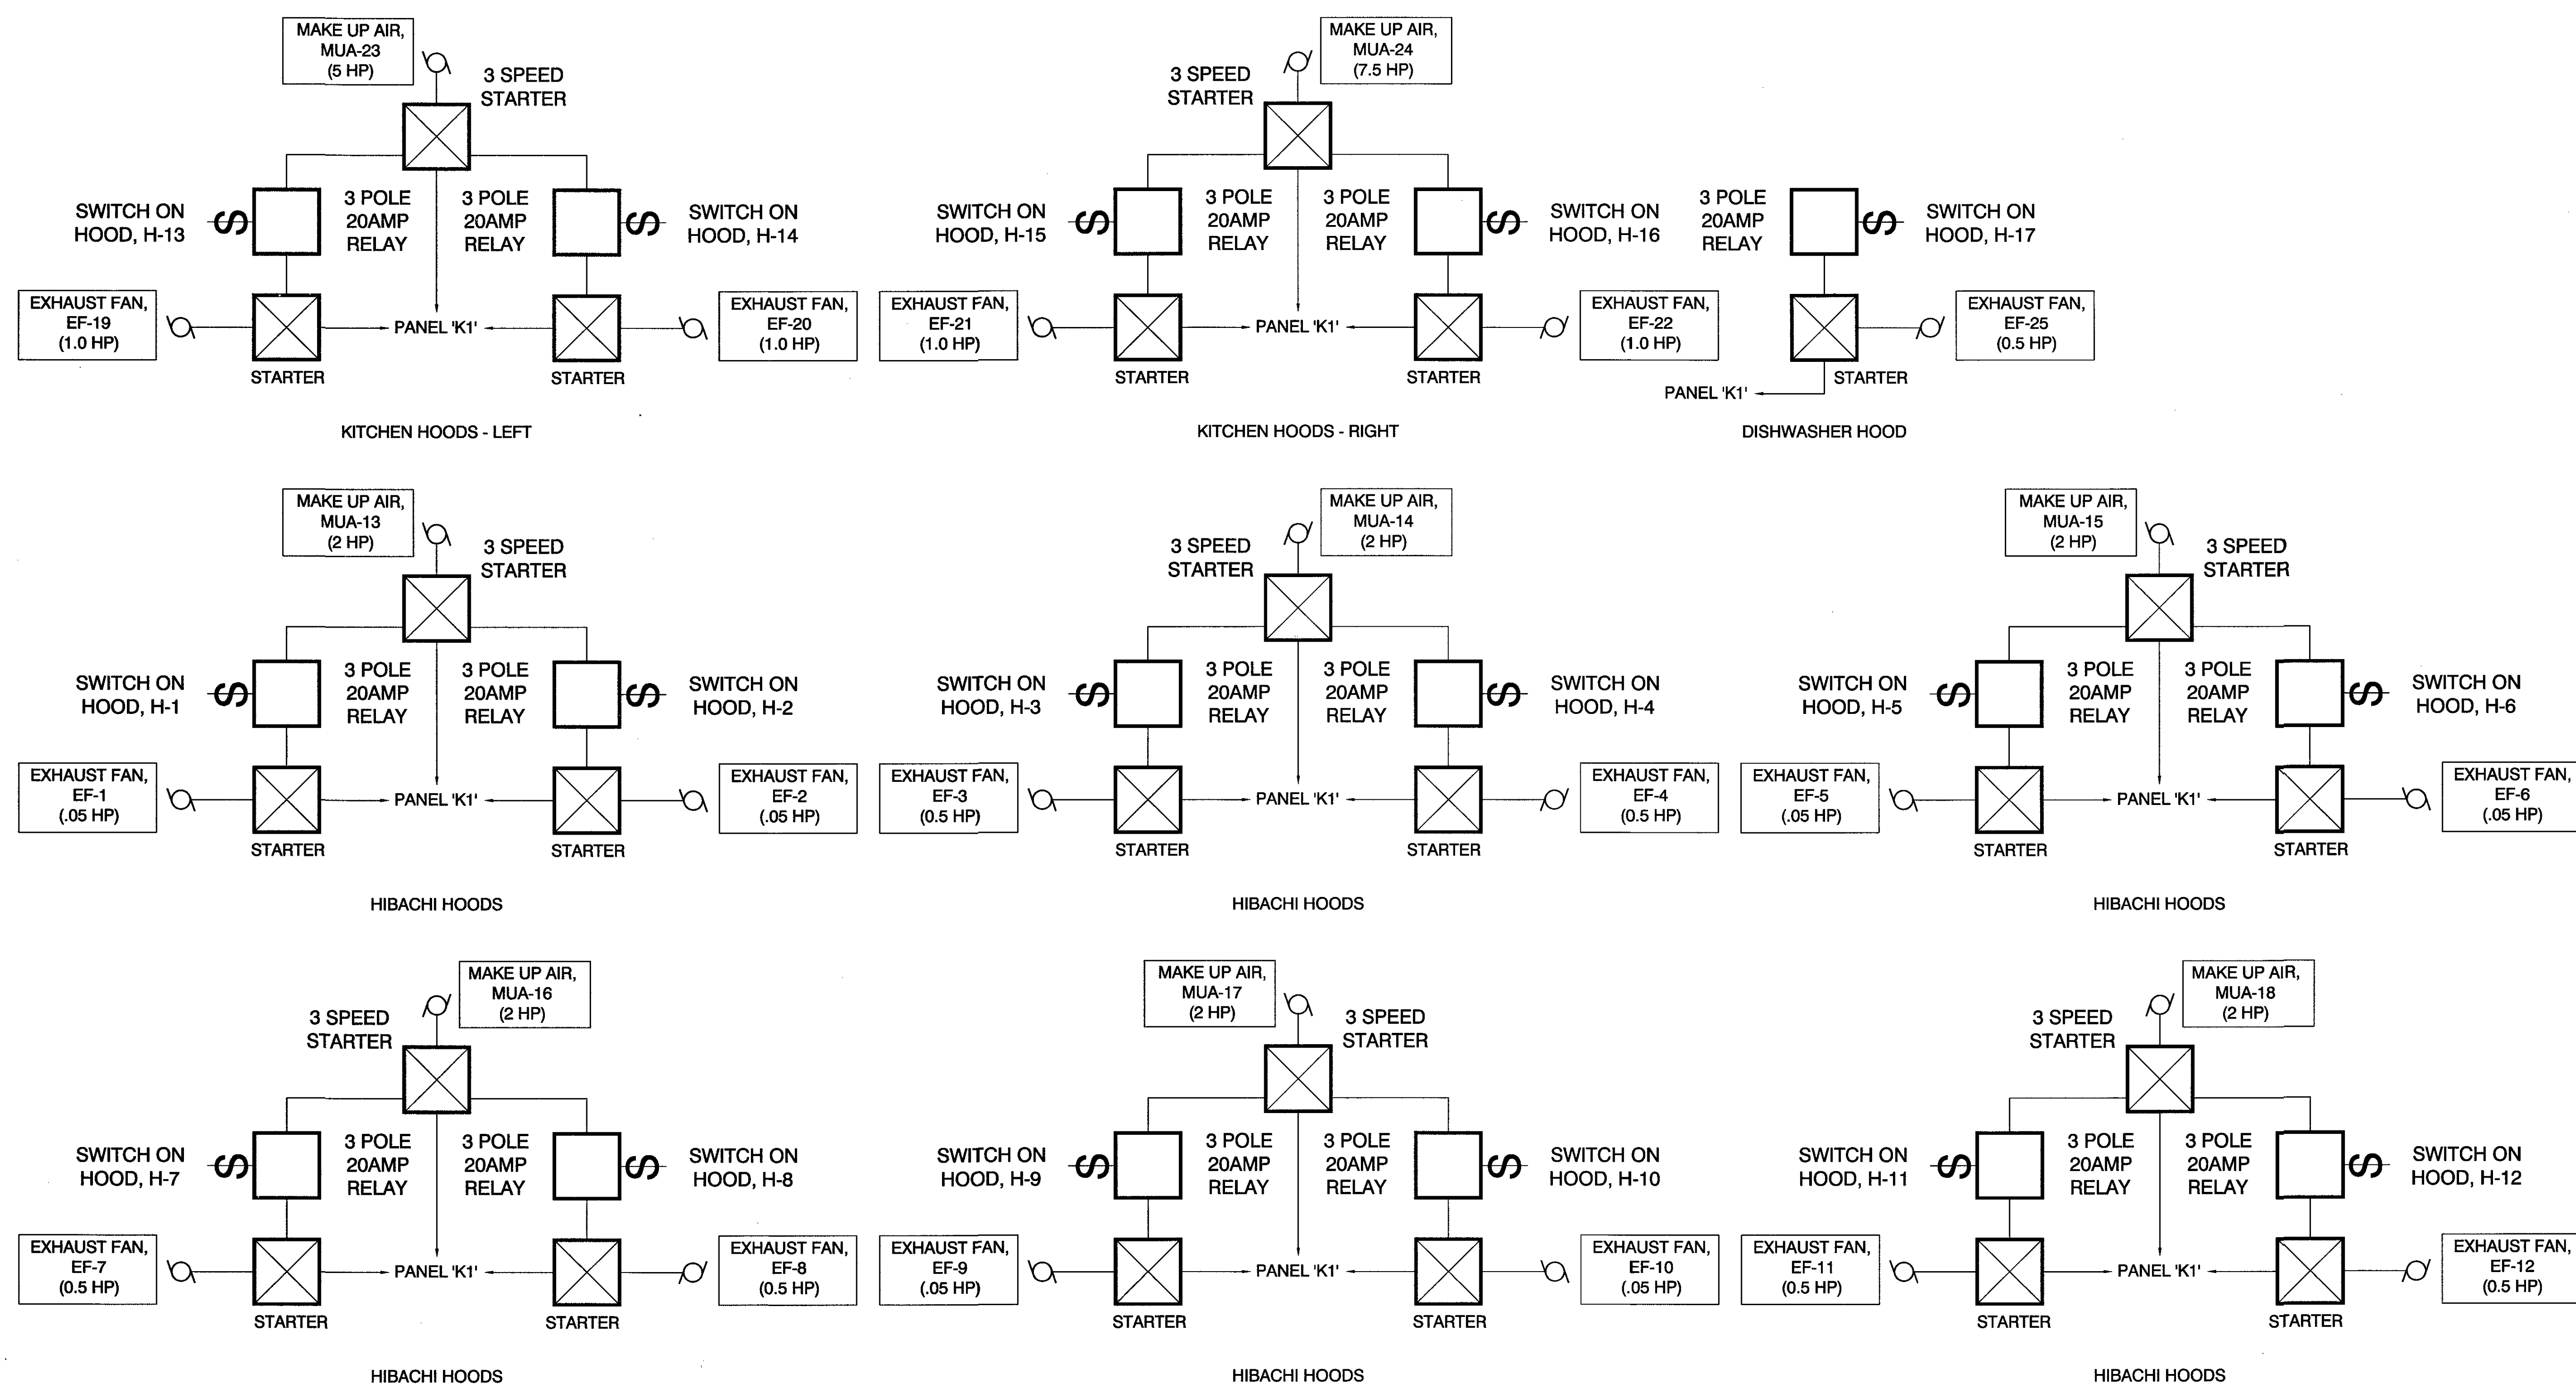 MAKE UP AIR,
MUA-23
(5 HP)
3 SPEED
STARTER
SWITCH ON
HOOD, H-13
3 POLE
20AMP
RELAY
3 POLE
20AMP
RELAY
SWITCH ON
HOOD, H-14
EXHAUST FAN,
EF-19
(1.0 HP)
PANEL 'K1'
EXHAUST FAN,
EF-20
(1.0 HP)
STARTER
STARTER
KITCHEN HOODS - LEFT
MAKE UP AIR,
MUA-24
(7.5 HP)
3 SPEED
STARTER
SWITCH ON
HOOD, H-15
3 POLE
20AMP
RELAY
3 POLE
20AMP
RELAY
SWITCH ON
HOOD, H-16
EXHAUST FAN,
EF-21
(1.0 HP)
PANEL 'K1'
EXHAUST FAN,
EF-22
(1.0 HP)
STARTER
STARTER
KITCHEN HOODS - RIGHT
3 POLE
20AMP
RELAY
SWITCH ON
HOOD, H-17
EXHAUST FAN,
EF-25
(0.5 HP)
STARTER
PANEL 'K1'
DISHWASHER HOOD
MAKE UP AIR,
MUA-13
(2 HP)
3 SPEED
STARTER
SWITCH ON
HOOD, H-1
3 POLE
20AMP
RELAY
3 POLE
20AMP
RELAY
SWITCH ON
HOOD, H-2
EXHAUST FAN,
EF-1
(.05 HP)
PANEL 'K1'
EXHAUST FAN,
EF-2
(.05 HP)
STARTER
STARTER
HIBACHI HOODS
MAKE UP AIR,
MUA-14
(2 HP)
3 SPEED
STARTER
SWITCH ON
HOOD, H-3
3 POLE
20AMP
RELAY
3 POLE
20AMP
RELAY
SWITCH ON
HOOD, H-4
EXHAUST FAN,
EF-3
(0.5 HP)
PANEL 'K1'
EXHAUST FAN,
EF-4
(0.5 HP)
STARTER
STARTER
HIBACHI HOODS
MAKE UP AIR,
MUA-15
(2 HP)
3 SPEED
STARTER
SWITCH ON
HOOD, H-5
3 POLE
20AMP
RELAY
3 POLE
20AMP
RELAY
SWITCH ON
HOOD, H-6
EXHAUST FAN,
EF-5
(.05 HP)
PANEL 'K1'
EXHAUST FAN,
EF-6
(.05 HP)
STARTER
STARTER
HIBACHI HOODS
MAKE UP AIR,
MUA-16
(2 HP)
3 SPEED
STARTER
SWITCH ON
HOOD, H-7
3 POLE
20AMP
RELAY
3 POLE
20AMP
RELAY
SWITCH ON
HOOD, H-8
EXHAUST FAN,
EF-7
(0.5 HP)
PANEL 'K1'
EXHAUST FAN,
EF-8
(0.5 HP)
STARTER
STARTER
HIBACHI HOODS
MAKE UP AIR,
MUA-17
(2 HP)
3 SPEED
STARTER
SWITCH ON
HOOD, H-9
3 POLE
20AMP
RELAY
3 POLE
20AMP
RELAY
SWITCH ON
HOOD, H-10
EXHAUST FAN,
EF-9
(.05 HP)
PANEL 'K1'
EXHAUST FAN,
EF-10
(.05 HP)
STARTER
STARTER
HIBACHI HOODS
MAKE UP AIR,
MUA-18
(2 HP)
3 SPEED
STARTER
SWITCH ON
HOOD, H-11
3 POLE
20AMP
RELAY
3 POLE
20AMP
RELAY
SWITCH ON
HOOD, H-12
EXHAUST FAN,
EF-11
(0.5 HP)
PANEL 'K1'
EXHAUST FAN,
EF-12
(0.5 HP)
STARTER
STARTER
HIBACHI HOODS